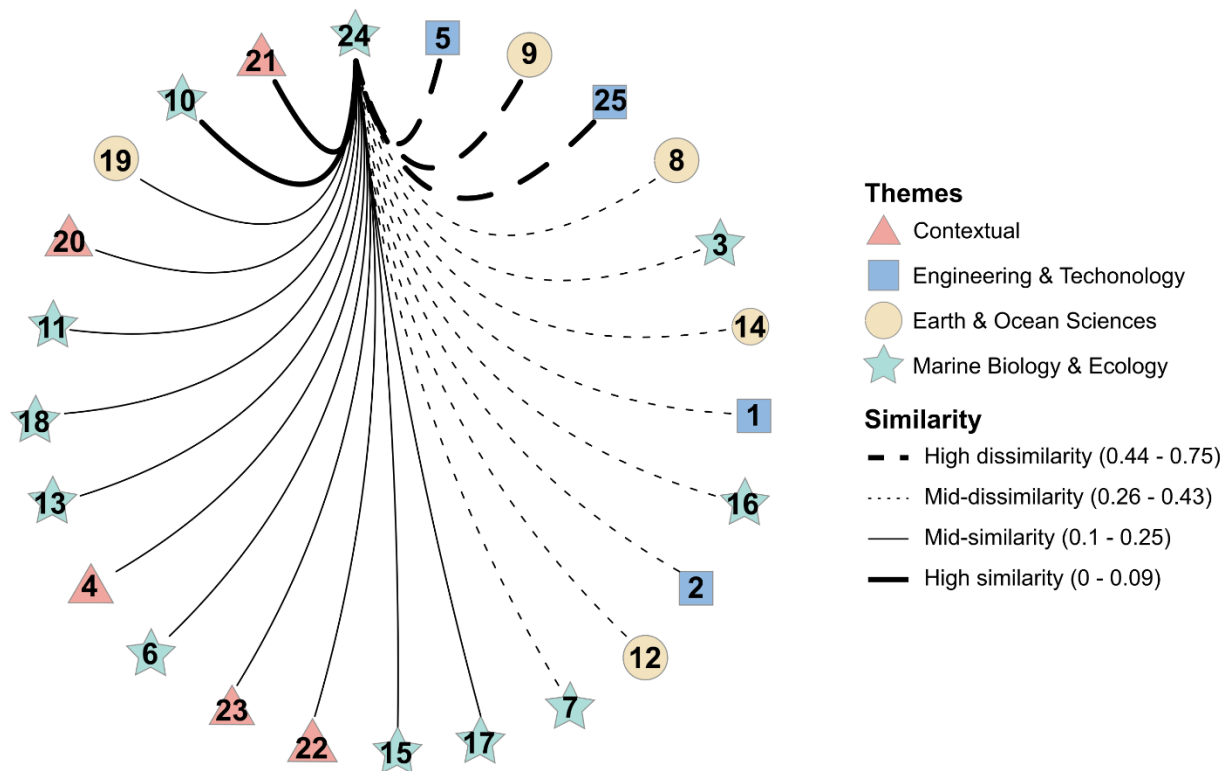 24
5
9
21
25
10
19
8
20
3
11
14
18
1
13
16
4
2
6
12
23
7
22
15
17
Themes
Contextual
Engineering & Techonology
Earth & Ocean Sciences
Marine Biology & Ecology
Similarity
High dissimilarity (0.44 - 0.75)
Mid-dissimilarity (0.26 - 0.43)
Mid-similarity (0.1 - 0.25)
High similarity (0 - 0.09)